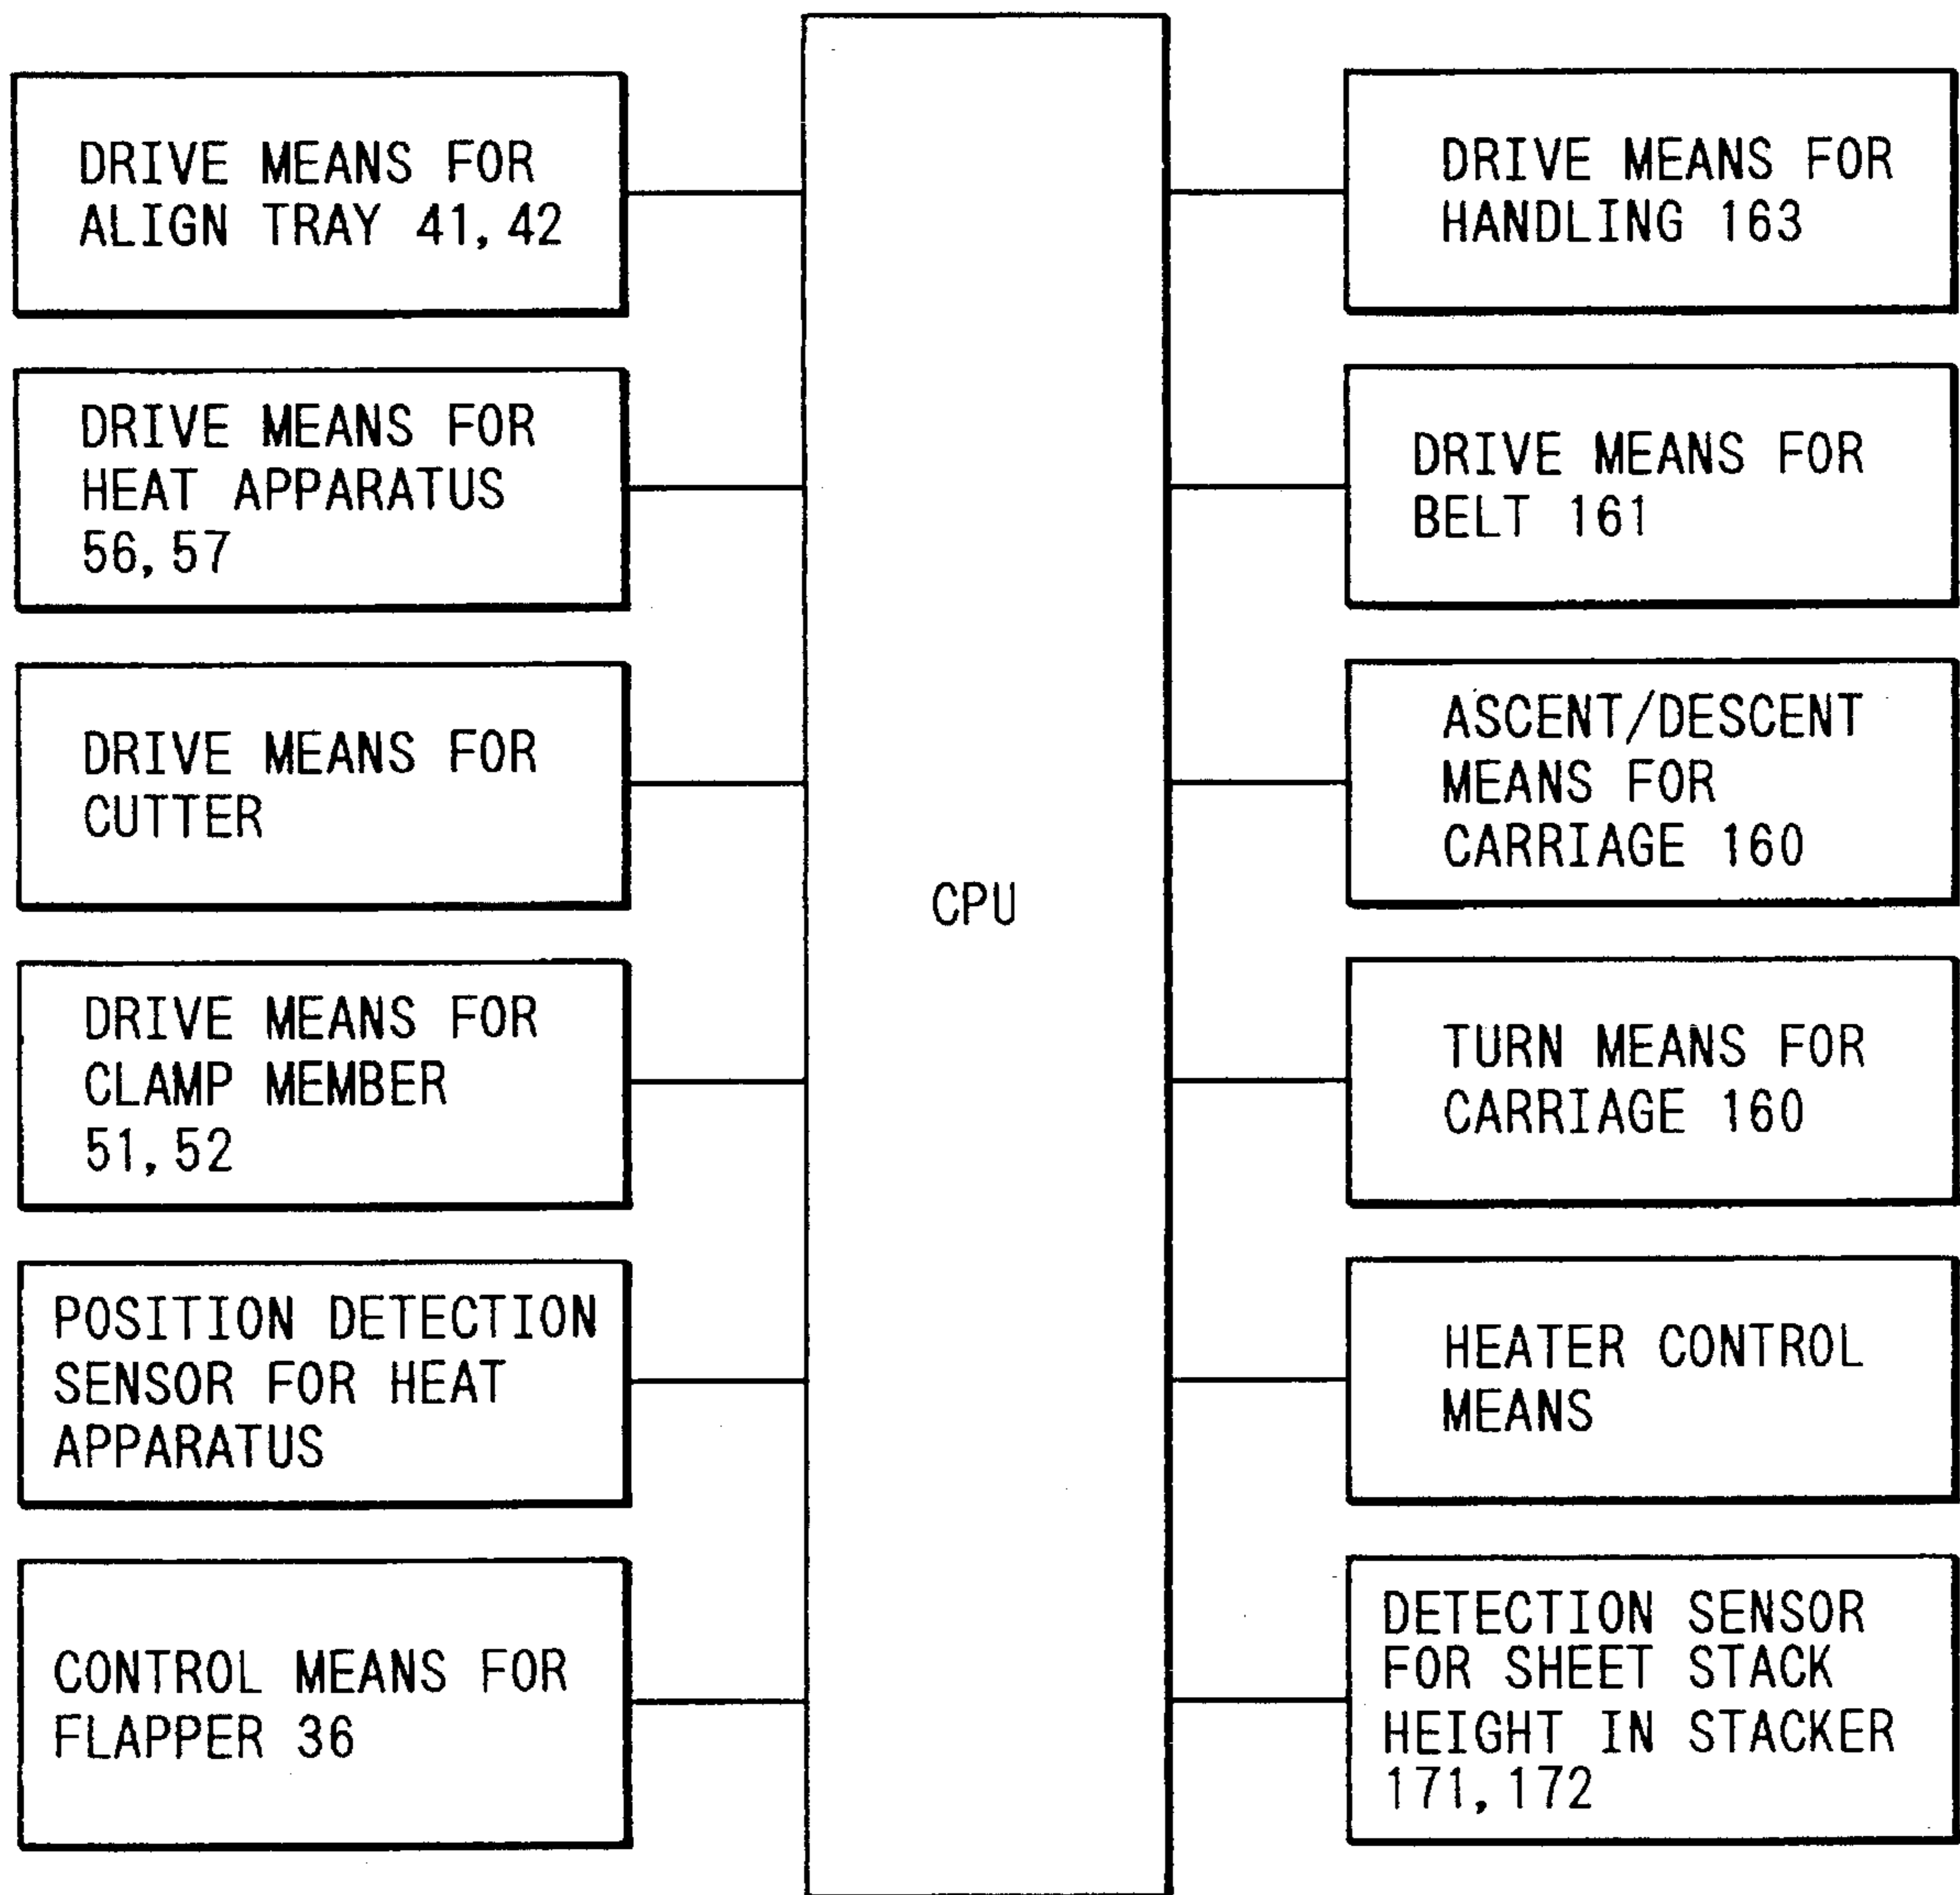 DRIVE MEANS FOR
ALIGN TRAY 41, 42
DRIVE MEANS FOR
HEAT APPARATUS
56, 57
DRIVE MEANS FOR
CUTTER
DRIVE MEANS FOR
CLAMP MEMBER
51, 52
POSITION DETECTION
SENSOR FOR HEAT
APPARATUS
CONTROL MEANS FOR
FLAPPER 36
CPU
DRIVE MEANS FOR
HANDLING 163
DRIVE MEANS FOR
BELT 161
ASCENT/DESCENT
MEANS FOR
CARRIAGE 160
TURN MEANS FOR
CARRIAGE 160
HEATER CONTROL
MEANS
DETECTION SENSOR
FOR SHEET STACK
HEIGHT IN STACKER
171, 172